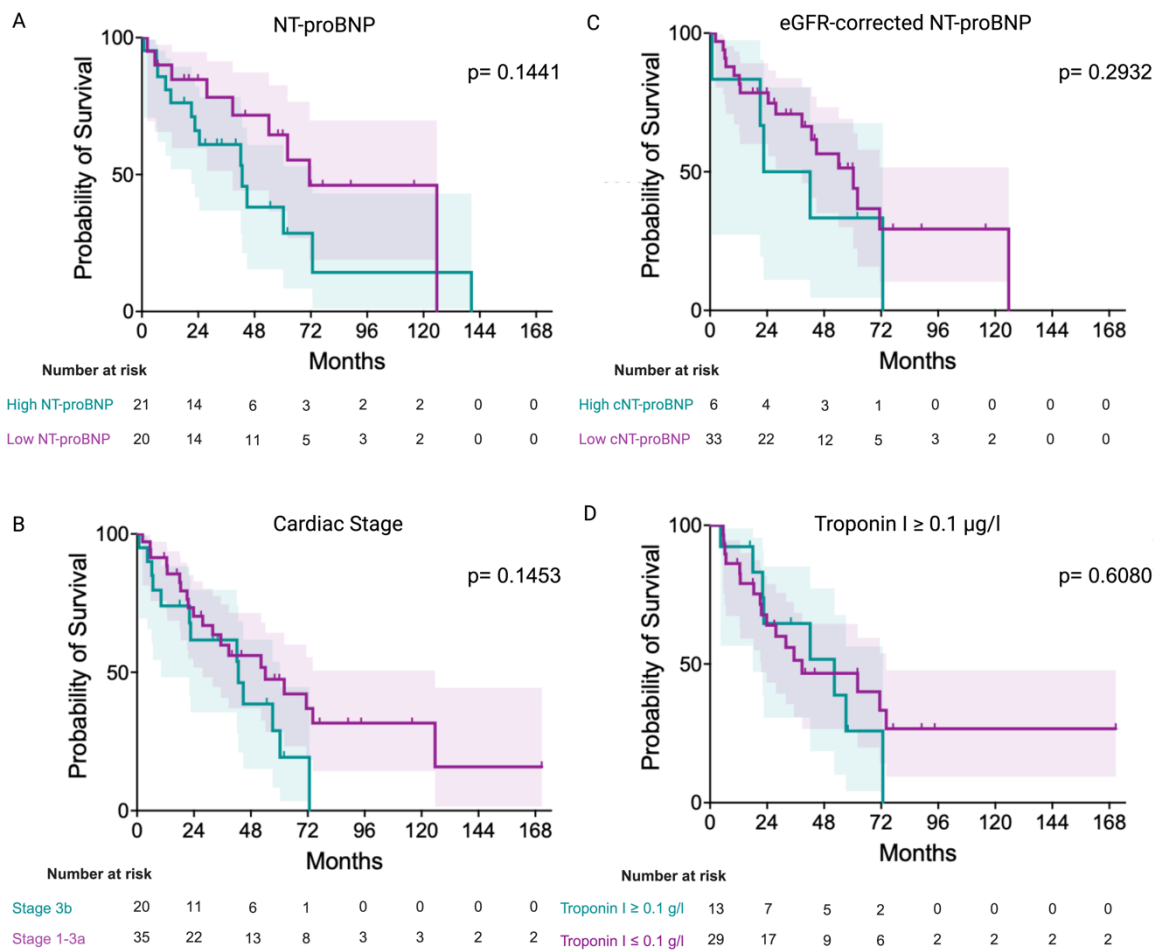 A
NT-proBNP
Probability of Survival
100
50
0
p= 0.1441
0 24 48 72 96 120 144 168
Months
Number at risk
High NT-proBNP 21 14 6 3 2 2 0 0
Low NT-proBNP 20 14 11 5 3 2 0 0
C
eGFR-corrected NT-proBNP
Probability of Survival
100
50
0
p= 0.2932
0 24 48 72 96 120 144 168
Months
Number at risk
High cNT-proBNP 6 4 3 1 0 0 0 0
Low cNT-proBNP 33 22 12 5 3 2 0 0
B
Cardiac Stage
Probability of Survival
100
50
0
p= 0.1453
0 24 48 72 96 120 144 168
Months
Number at risk
Stage 3b 20 11 6 1 0 0 0 0
Stage 1-3a 35 22 13 8 3 3 2 2
D
Troponin I ≥ 0.1 µg/l
Probability of Survival
100
50
0
p= 0.6080
0 24 48 72 96 120 144 168
Months
Number at risk
Troponin I ≥ 0.1 g/l 13 7 5 2 0 0 0 0
Troponin I ≤ 0.1 g/l 29 17 9 6 2 2 2 2